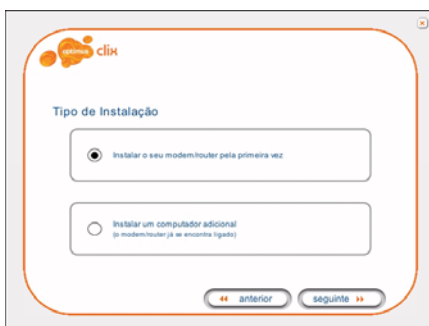 optimus clix
Tipo de Instalação
Instalar o seu modem/router pela primeira vez
Instalar um computador adicional
(o modem/router já se encontra ligado)
anterior
seguinte